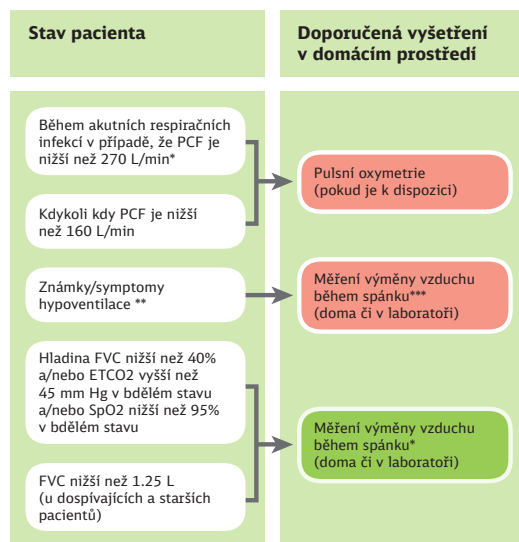 Stav pacienta
Doporučená vyšetření
v domácím prostředí
Během akutních respiračních
infekcí v případě, že PCF je
nižší než 270 L/min*
Kdykoli kdy PCF je nižší
než 160 L/min
Pulsní oxymetrie
(pokud je k dispozici)
Známky/symptomy
hypoventilace **
Měření výměny vzduchu
během spánku***
(doma či v laboratoři)
Hladina FVC nižší než 40%
a/nebo ETCO2 vyšší než
45 mm Hg v bdělém stavu
a/nebo SpO2 nižší než 95%
v bdělém stavu
FVC nižší než 1.25 L
(u dospívajících a starších
pacientů)
Měření výměny vzduchu
během spánku*
(doma či v laboratoři)